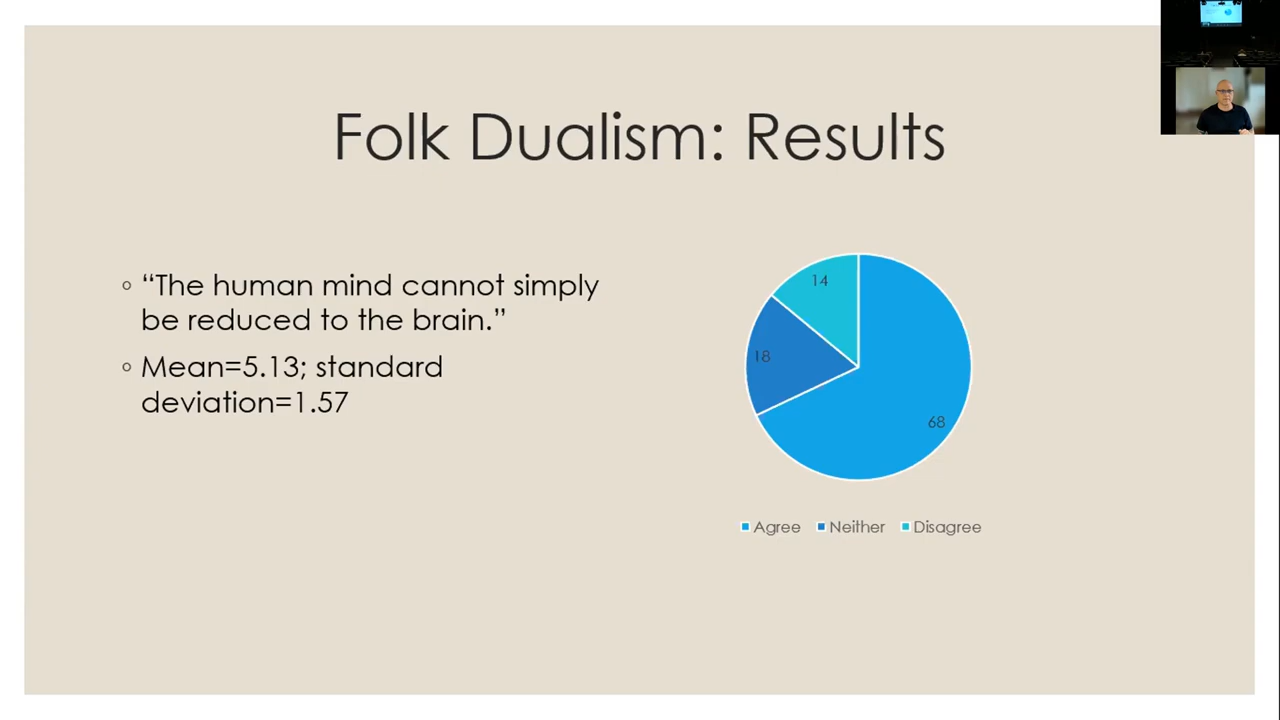 Folk Dualism: Results
◦ “The human mind cannot simply
be reduced to the brain.”
◦ Mean=5.13; standard
deviation=1.57
14
18
68
Agree Neither Disagree